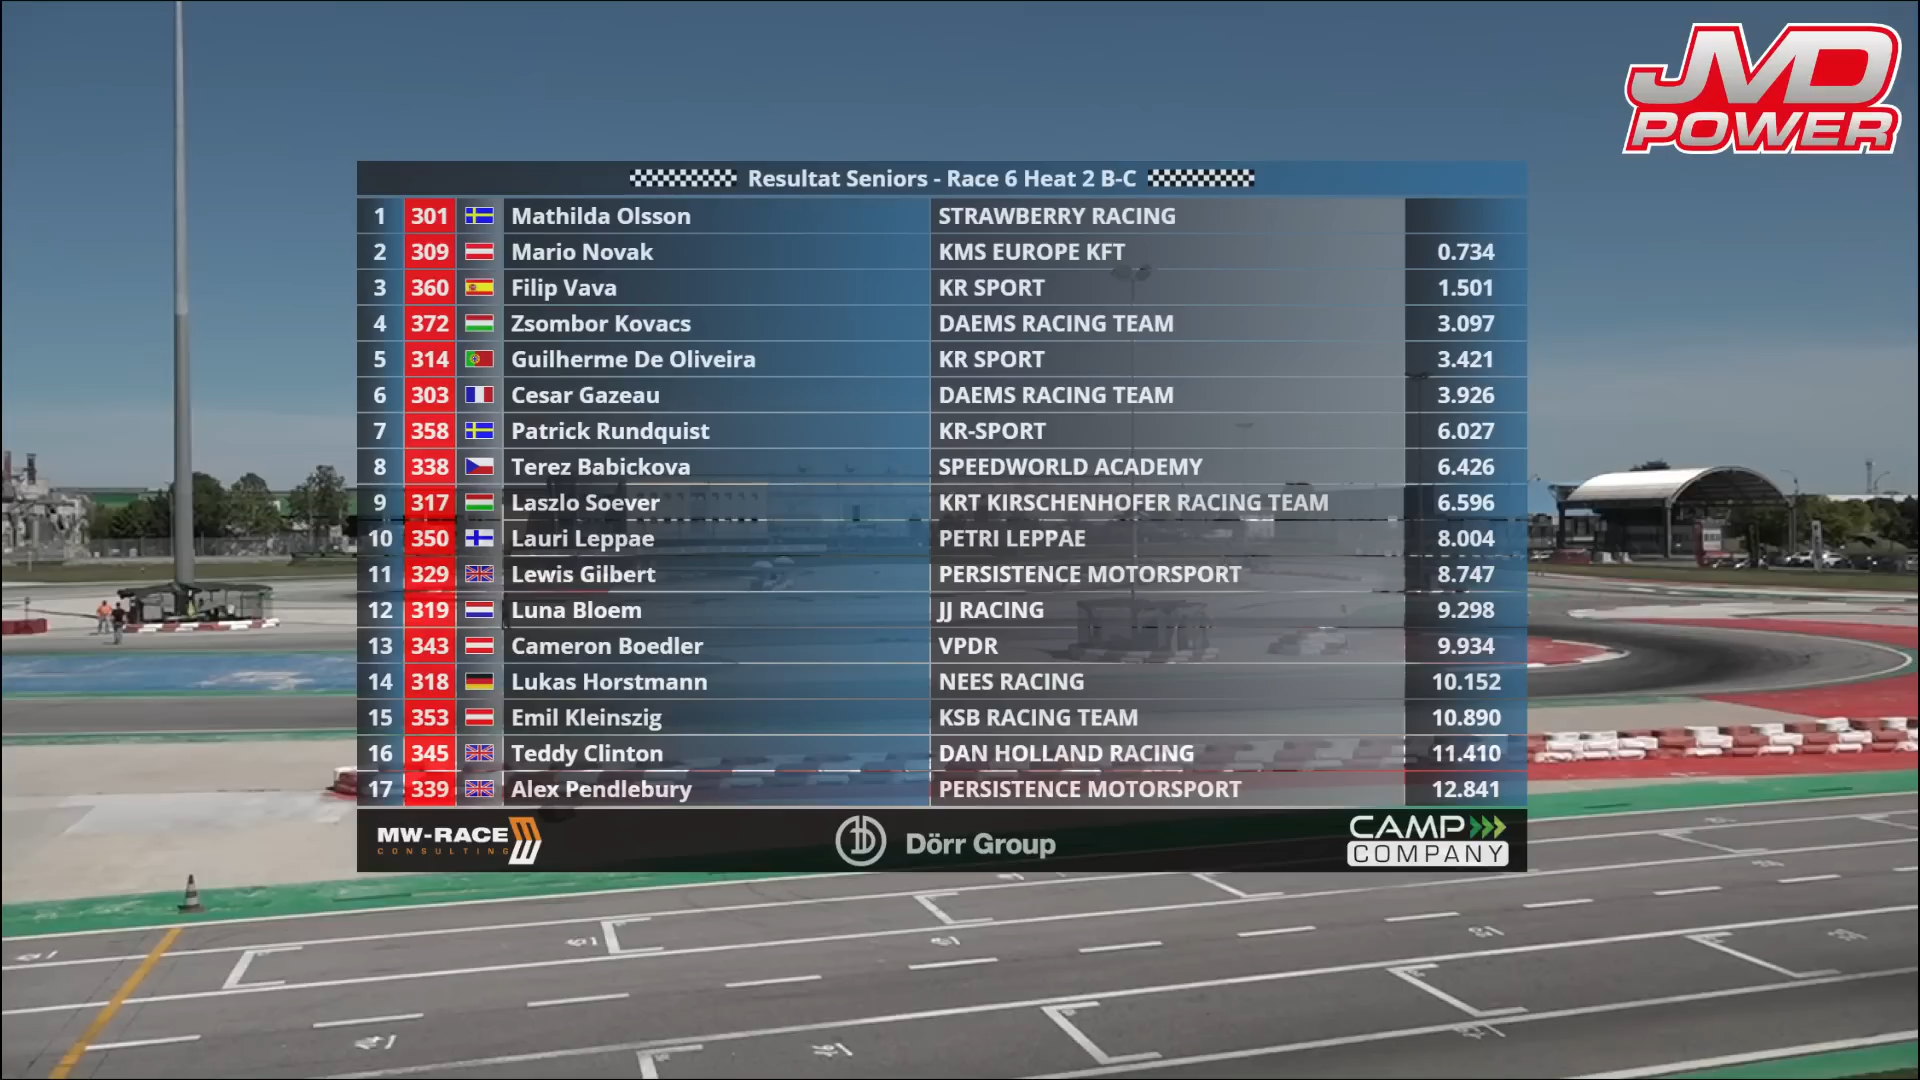 JVD
POWER
Resultat Seniors - Race 6 Heat 2 B-C
1 301 Mathilda Olsson STRAWBERRY RACING
2 309 Mario Novak KMS EUROPE KFT 0.734
3 360 Filip Vava KR SPORT 1.501
4 372 Zsombor Kovacs DAEMS RACING TEAM 3.097
5 314 Guilherme De Oliveira KR SPORT 3.421
6 303 Cesar Gazeau DAEMS RACING TEAM 3.926
7 358 Patrick Rundquist KR-SPORT 6.027
8 338 Terez Babickova SPEEDWORLD ACADEMY 6.426
9 317 Laszlo Soever KRT KIRSCHENHOFER RACING TEAM 6.596
10 350 Lauri Leppae PETRI LEPPAE 8.004
11 329 Lewis Gilbert PERSISTENCE MOTORSPORT 8.747
12 319 Luna Bloem JJ RACING 9.298
13 343 Cameron Boedler VPDR 9.934
14 318 Lukas Horstmann NEES RACING 10.152
15 353 Emil Kleinszig KSB RACING TEAM 10.890
16 345 Teddy Clinton DAN HOLLAND RACING 11.410
17 339 Alex Pendlebury PERSISTENCE MOTORSPORT 12.841
MW-RACE
CONSULTING
Dörr Group
CAMP
COMPANY